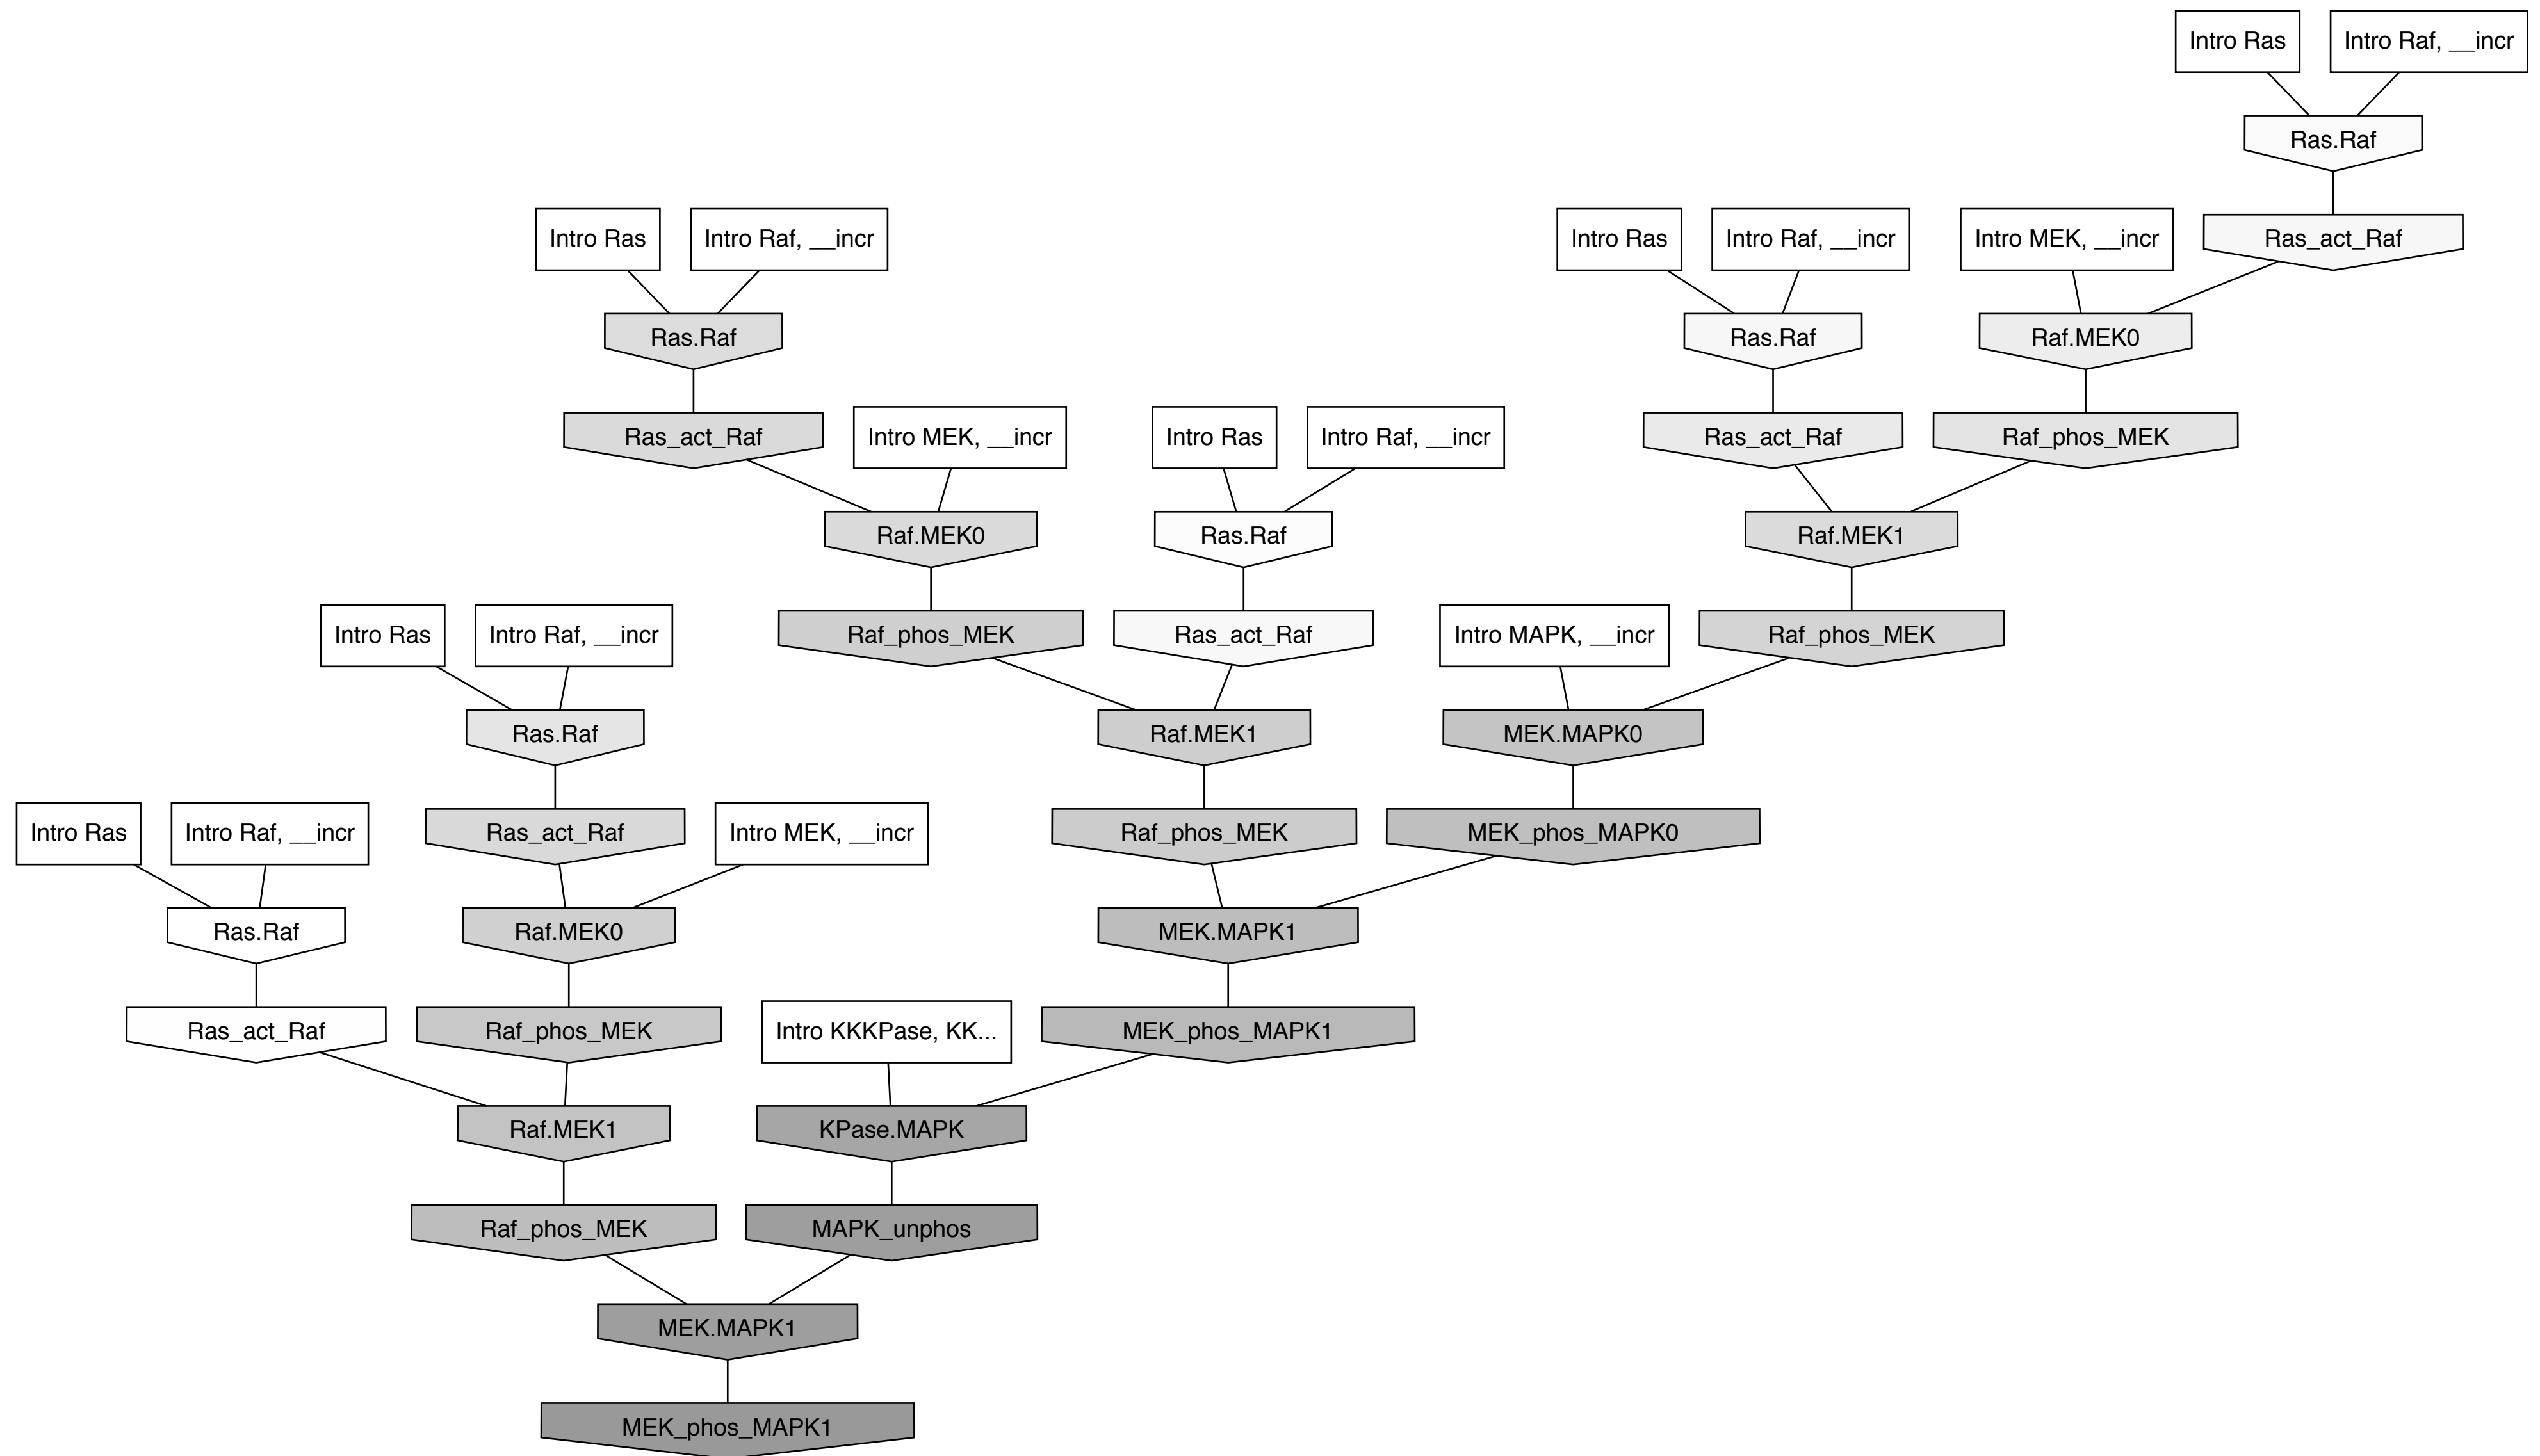 Intro Ras
Intro Raf, __incr
Ras.Raf
Intro Ras
Intro Raf, __incr
Intro Ras
Intro Raf, __incr
Intro MEK, __incr
Ras_act_Raf
Ras.Raf
Ras.Raf
Raf.MEK0
Ras_act_Raf
Intro MEK, __incr
Intro Ras
Intro Raf, __incr
Ras_act_Raf
Raf_phos_MEK
Raf.MEK0
Ras.Raf
Raf.MEK1
Intro Ras
Intro Raf, __incr
Raf_phos_MEK
Ras_act_Raf
Intro MAPK, __incr
Raf_phos_MEK
Ras.Raf
Raf.MEK1
MEK.MAPK0
Intro Ras
Intro Raf, __incr
Ras_act_Raf
Intro MEK, __incr
Raf_phos_MEK
MEK_phos_MAPK0
Ras.Raf
Raf.MEK0
MEK.MAPK1
Ras_act_Raf
Raf_phos_MEK
Intro KKKPase, KK...
MEK_phos_MAPK1
Raf.MEK1
KPase.MAPK
Raf_phos_MEK
MAPK_unphos
MEK.MAPK1
MEK_phos_MAPK1